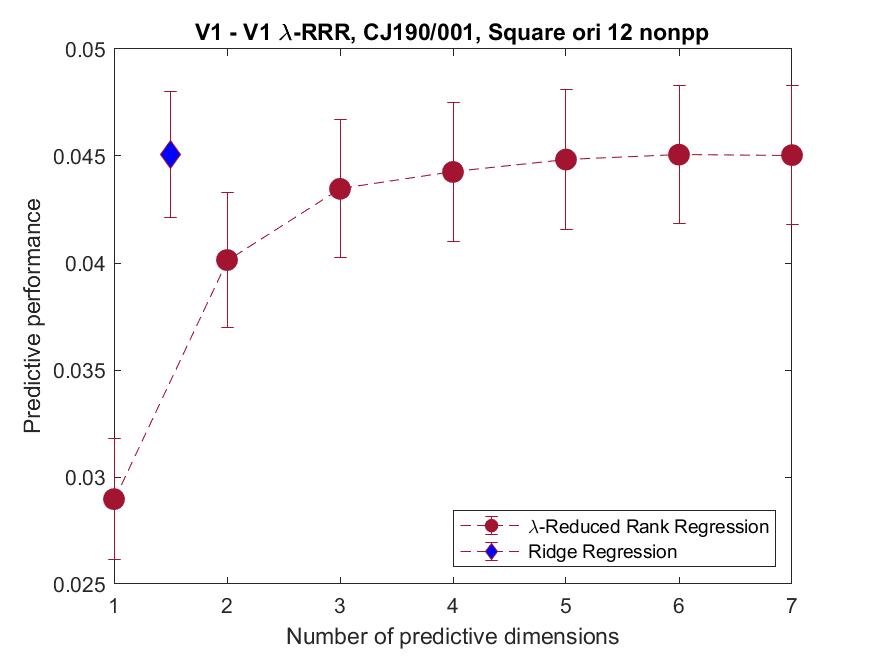 V1 - V1 λ-RRR, CJ190/001, Square ori 12 nonpp
0.05
0.045
0.04
0.035
0.03
0.025
Predictive performance
1 2 3 4 5 6 7
Number of predictive dimensions
λ-Reduced Rank Regression
Ridge Regression